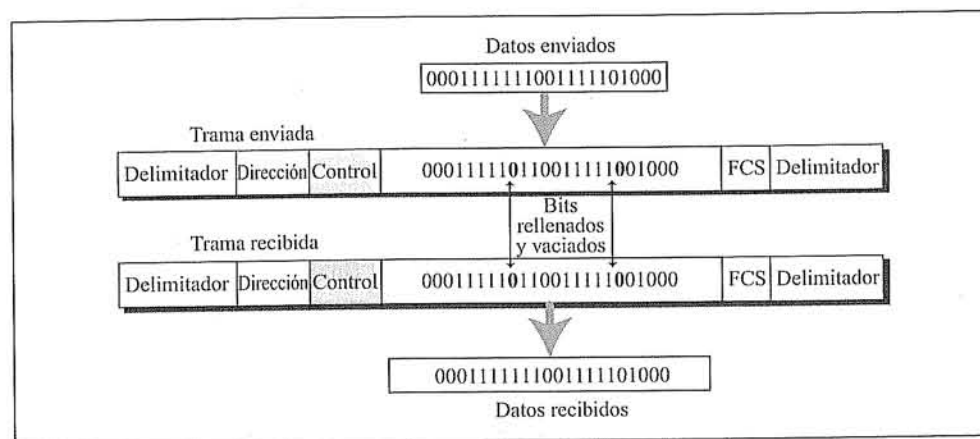 Datos enviados
0001111111001111101000
Trama enviada
Delimitador Dirección Control 000111110110011111001000 FCS Delimitador
Bits
rellenados
y vaciados
Trama recibida
Delimitador Dirección Control 000111110110011111001000 FCS Delimitador
0001111111001111101000
Datos recibidos